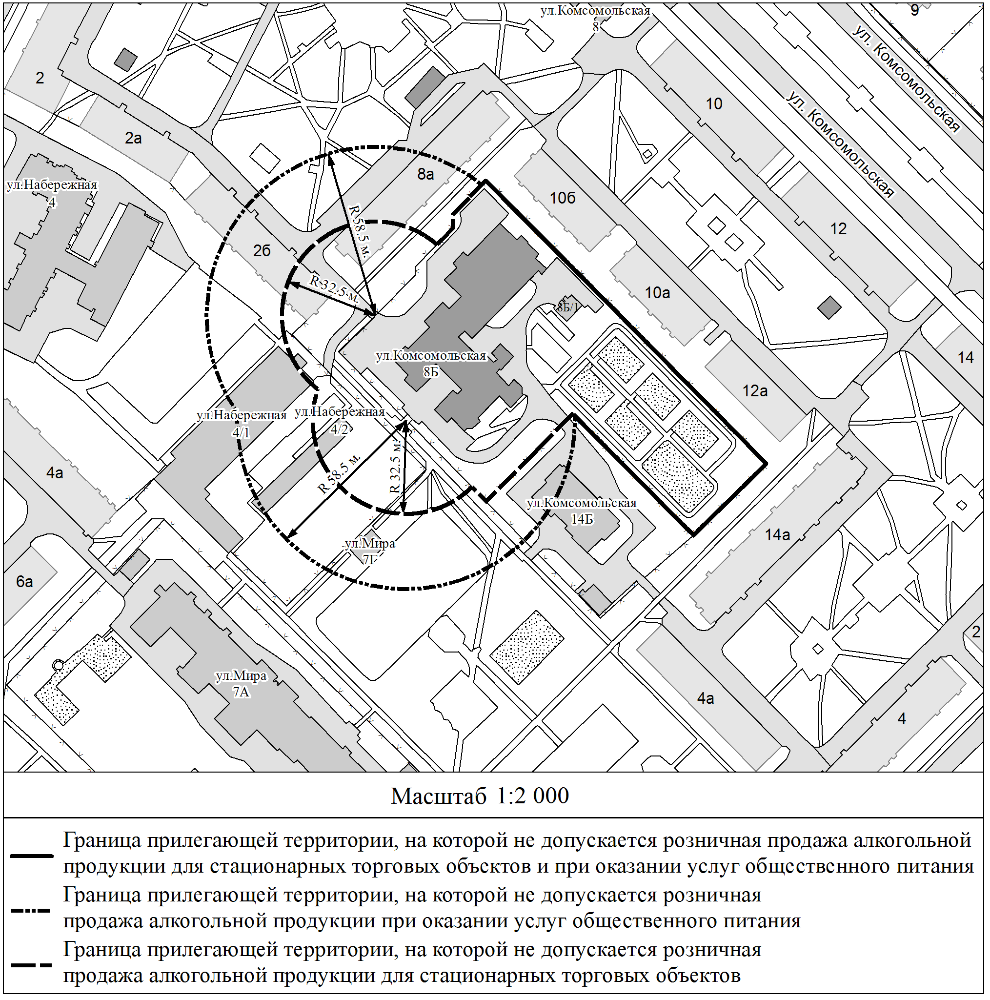 ул.Комсомольская
8
9
ул. Комсомольская
ул. Комсомольская
2
10
2а
8а
ул.Набережная
4
10б
12
2б
R 58.5 м.
R 32.5 м.
10а
8Б/1
ул.Комсомольская
8Б
14
12а
ул.Набережная
4/1
ул.Набережная
4/2
4а
R 58.5 м.
R 32.5 м.
ул.Комсомольская
14Б
14а
ул.Мира
7Г
6а
2
ул.Мира
7А
4а
4
Масштаб 1:2 000
Граница прилегающей территории, на которой не допускается розничная продажа алкогольной
продукции для стационарных торговых объектов и при оказании услуг общественного питания
Граница прилегающей территории, на которой не допускается розничная
продажа алкогольной продукции при оказании услуг общественного питания
Граница прилегающей территории, на которой не допускается розничная
продажа алкогольной продукции для стационарных торговых объектов